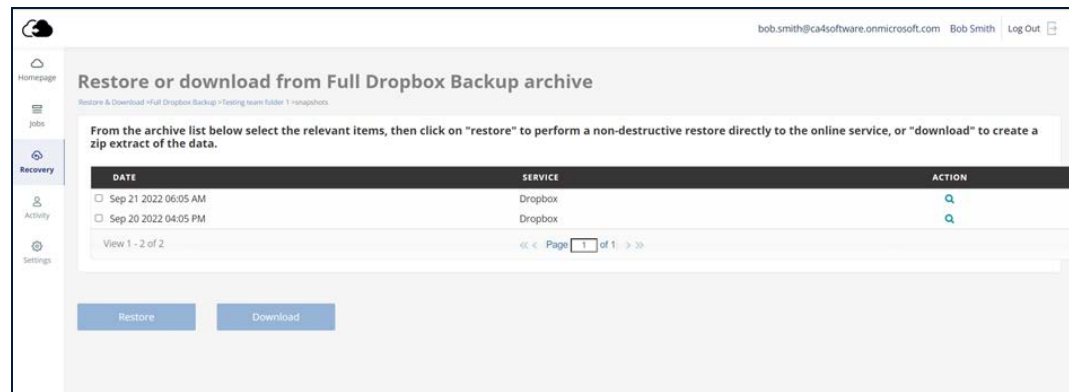 bob.smith@ca4software.onmicrosoft.com Bob Smith Log Out
Homepage
Jobs
Recovery
Activity
Settings
Restore or download from Full Dropbox Backup archive
Restore & Download >Full Dropbox Backup >Testing team folder 1 >snapshots
From the archive list below select the relevant items, then click on "restore" to perform a non-destructive restore directly to the online service, or "download" to create a
zip extract of the data.
DATE SERVICE ACTION
Sep 21 2022 06:05 AM Dropbox
Sep 20 2022 04:05 PM Dropbox
View 1 - 2 of 2 Page 1 of 1
Restore Download